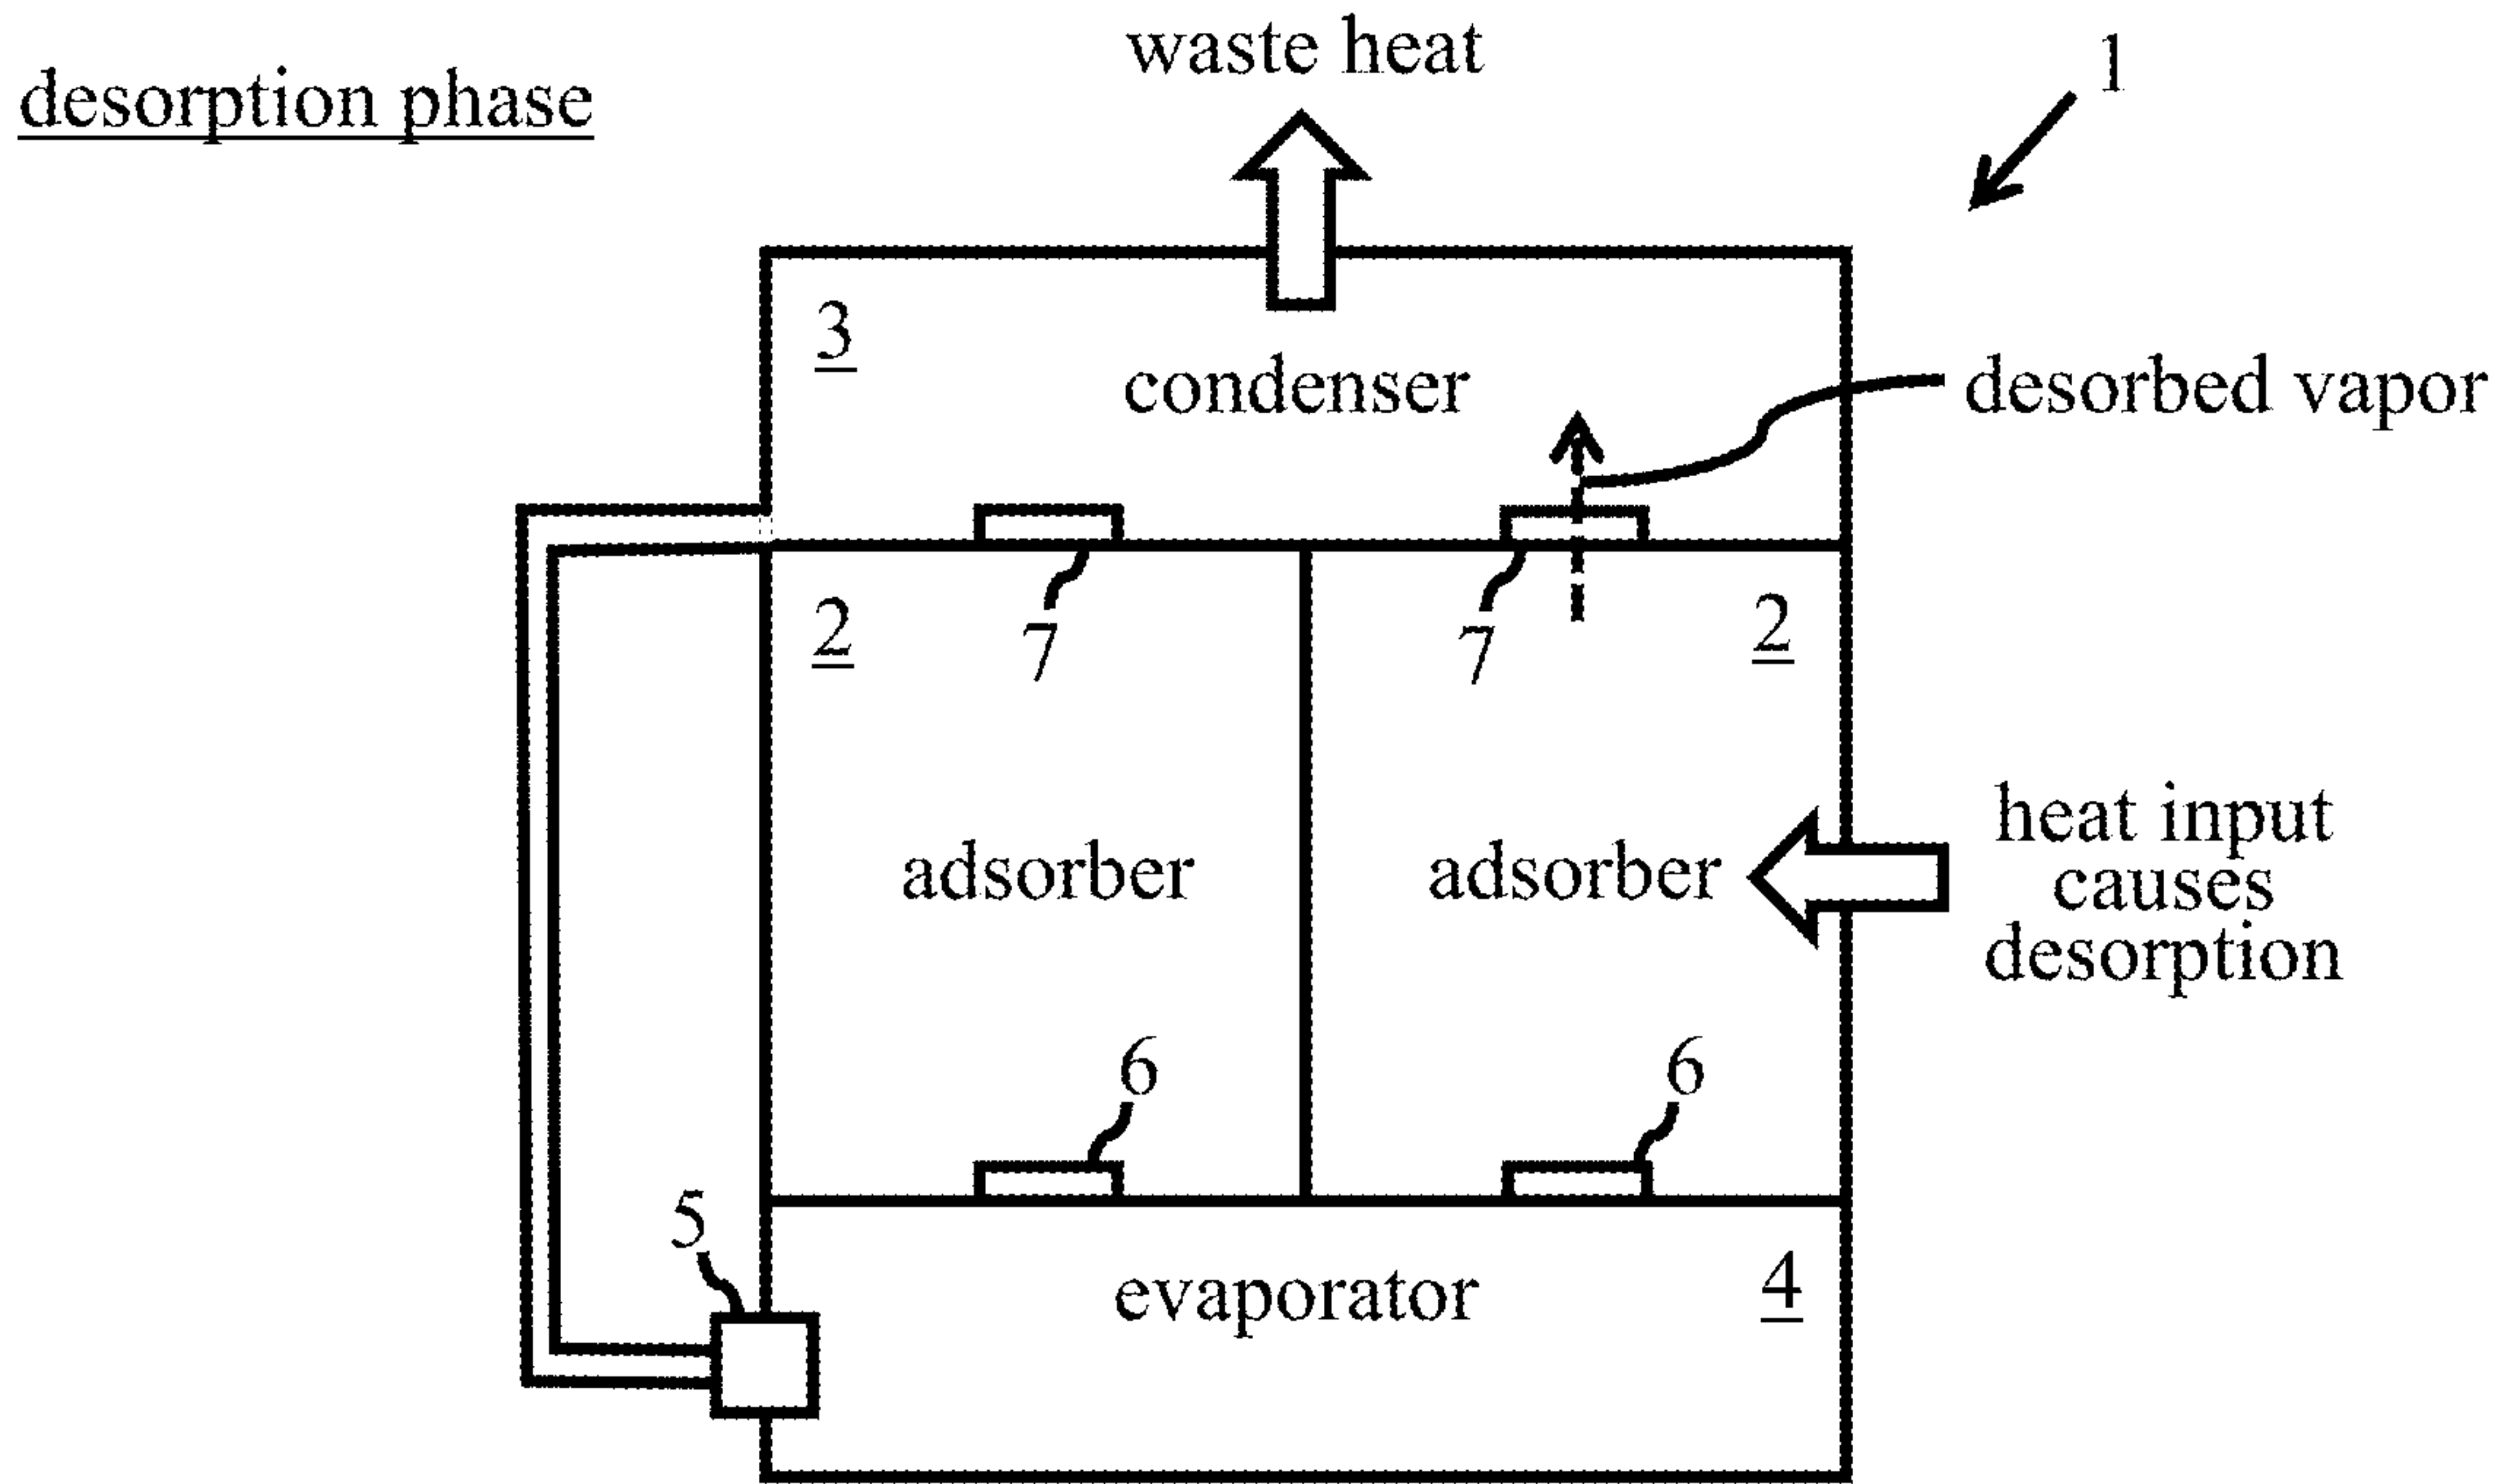 waste heat
1
desorption phase
3
condenser
desorbed vapor
2
7
7
2
adsorber
adsorber
heat input
causes
desorption
6
6
5
evaporator
4